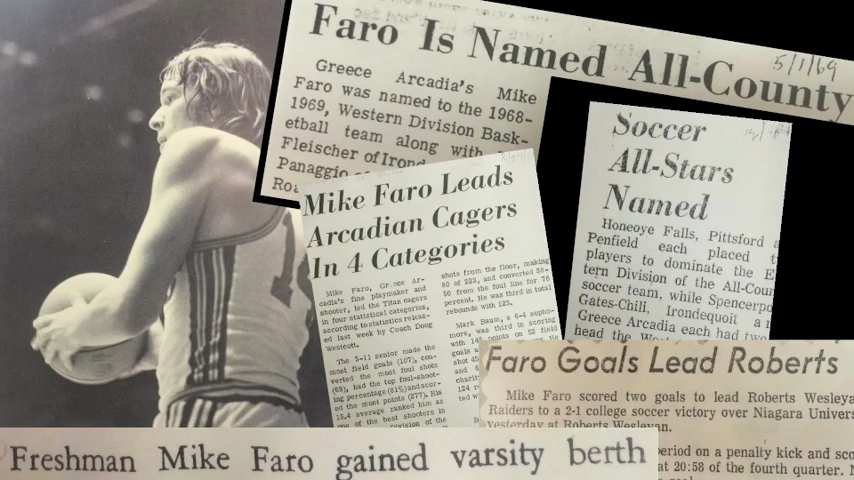 Faro Is Named All-County
5/1/69
Greece Arcadia's Mike
Faro was named to the 1968-
1969, Western Division Bask-
etball team along with
Fleischer of Irond
Panaggio
Mike Faro Leads
Arcadian Cagers
In 4 Categories
Mike Faro, Greece Ar-
cadia's fine playmaker and
shooter, led the Titan cagers
in four statistical categories,
according to statistics releas-
ed last week by Coach Doug
Westcott.
The 5-11 senior made the
most field goals (107), con-
verted the most foul shots
(63), had the top foul-shoot-
ing percentage (81%) and scor-
ed the most points (277). His
15.4 average ranked him as
one of the best shooters in
shots from the floor, making
80 of 223, and converted 38-
50 from the foul line for 76
percent. He was third in total
rebounds with 123.
Mark Baum, a 6-4 sopho-
more, was third in scoring
with 146 points on 52 field
goals
Soccer
All-Stars
Named
Honeoye Falls, Pittsford
Penfield each placed
players to dominate the E
tern Division of the All-Coun
soccer team, while Spencerpo
Gates-Chili, Irondequoit
Greece Arcadia each had two
head the
Faro Goals Lead Roberts
Mike Faro scored two goals to lead Roberts Wesleya
Raiders to a 2-1 college soccer victory over Niagara Univers
yesterday at Roberts Wesleyan.
eriod on a penalty kick and sco
at 20:58 of the fourth quarter.
Freshman Mike Faro gained varsity berth